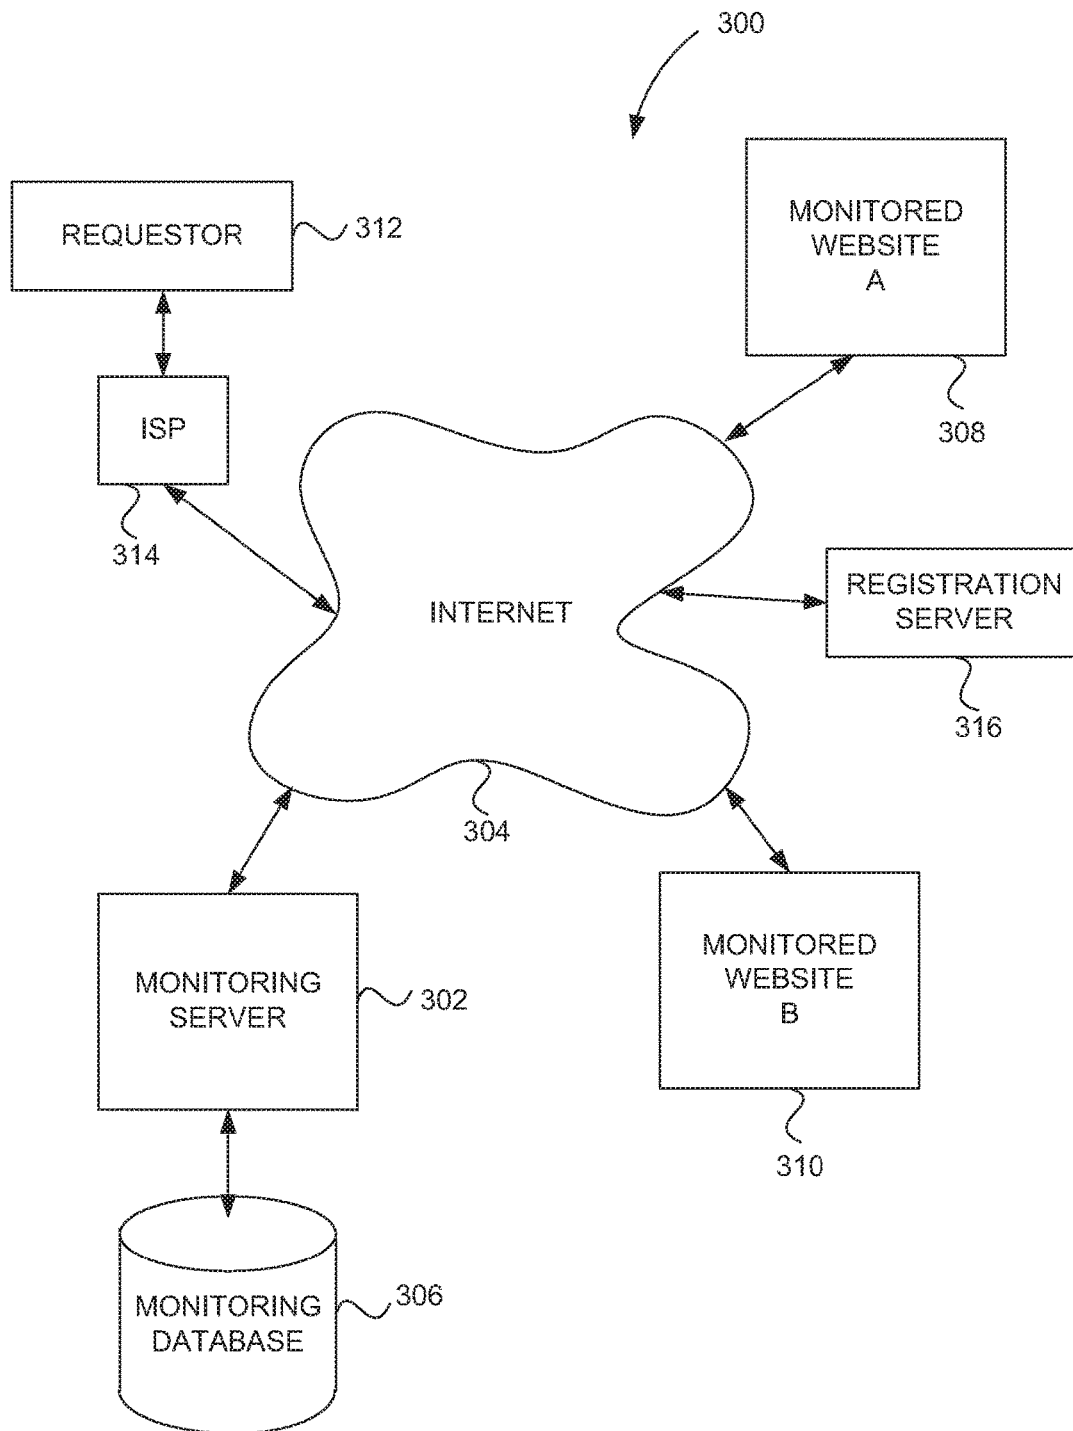 300
REQUESTOR
312
MONITORED
WEBSITE
A
308
ISP
314
INTERNET
304
REGISTRATION
SERVER
316
MONITORING
SERVER
302
MONITORED
WEBSITE
B
310
MONITORING
DATABASE
306